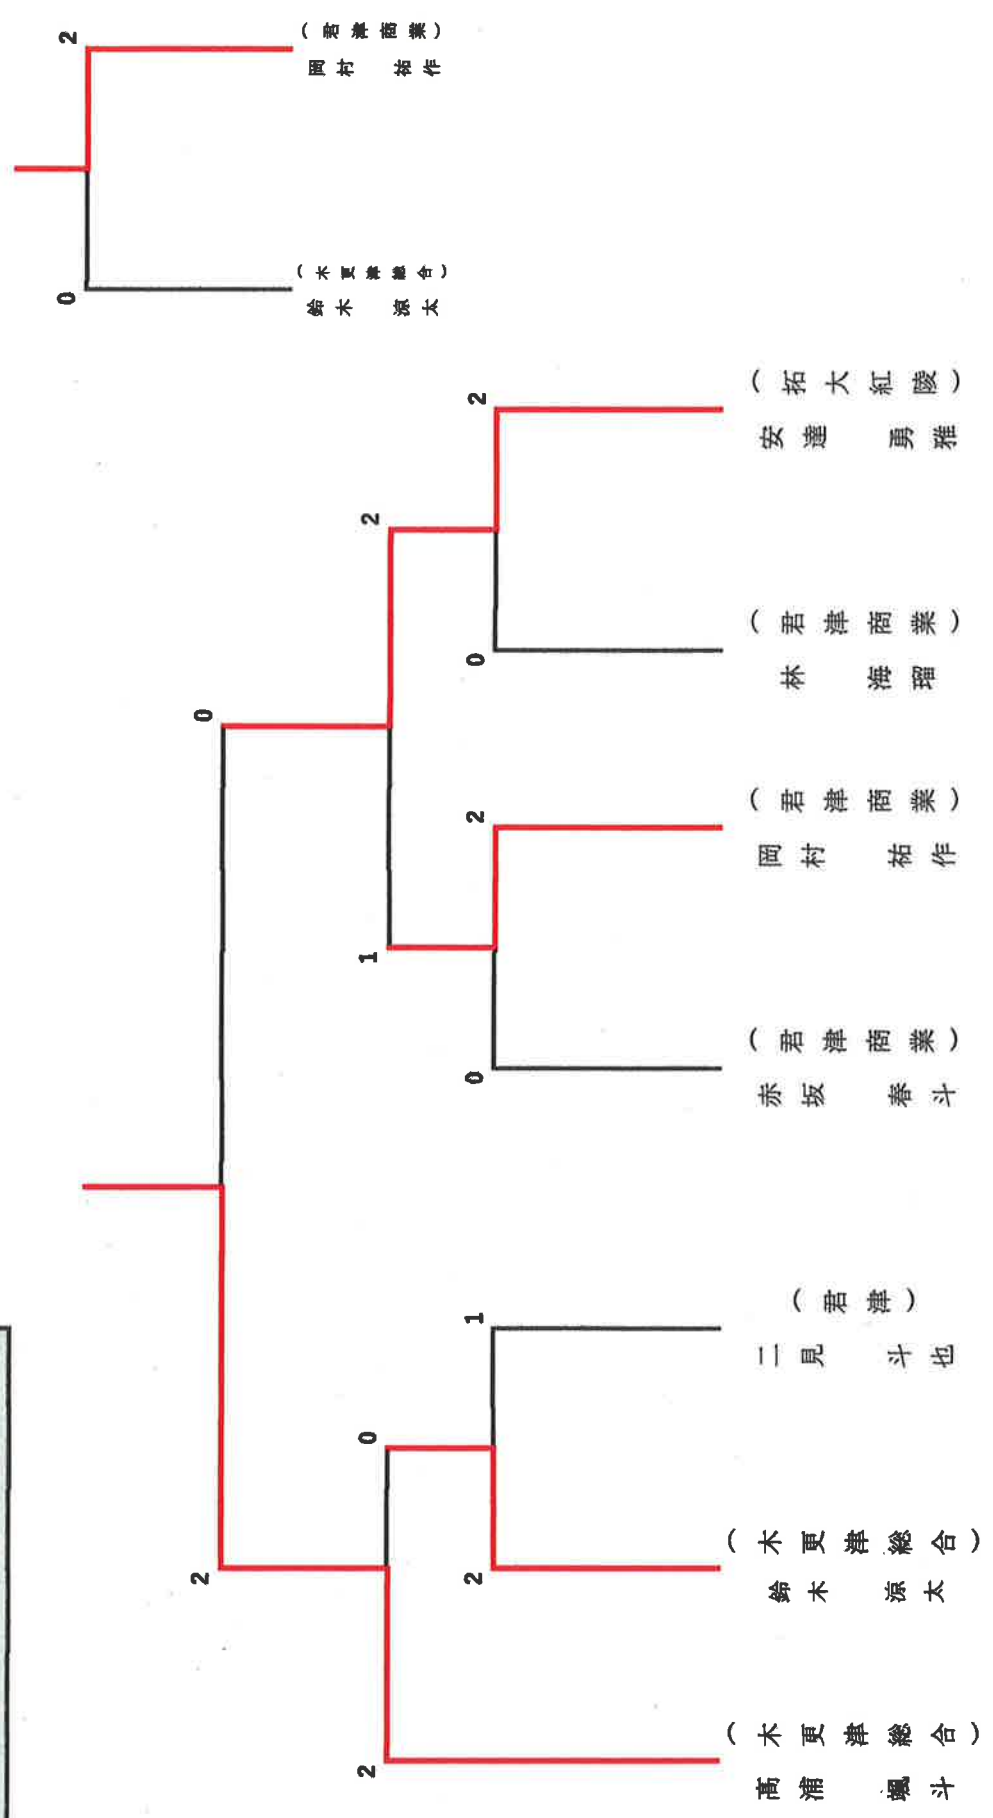 2
(君津商業)
岡村 祐作
0
(木更津総合)
鈴木 涼太
2
(拓大紅陵)
安達 勇雅
2
0
(君津商業)
林 海瑠
0
2
(君津商業)
岡村 祐作
1
0
(君津商業)
赤坂 春斗
1
(君津)
二見 斗也
0
2
2
(木更津総合)
鈴木 涼太
2
(木更津総合)
髙浦 颯斗